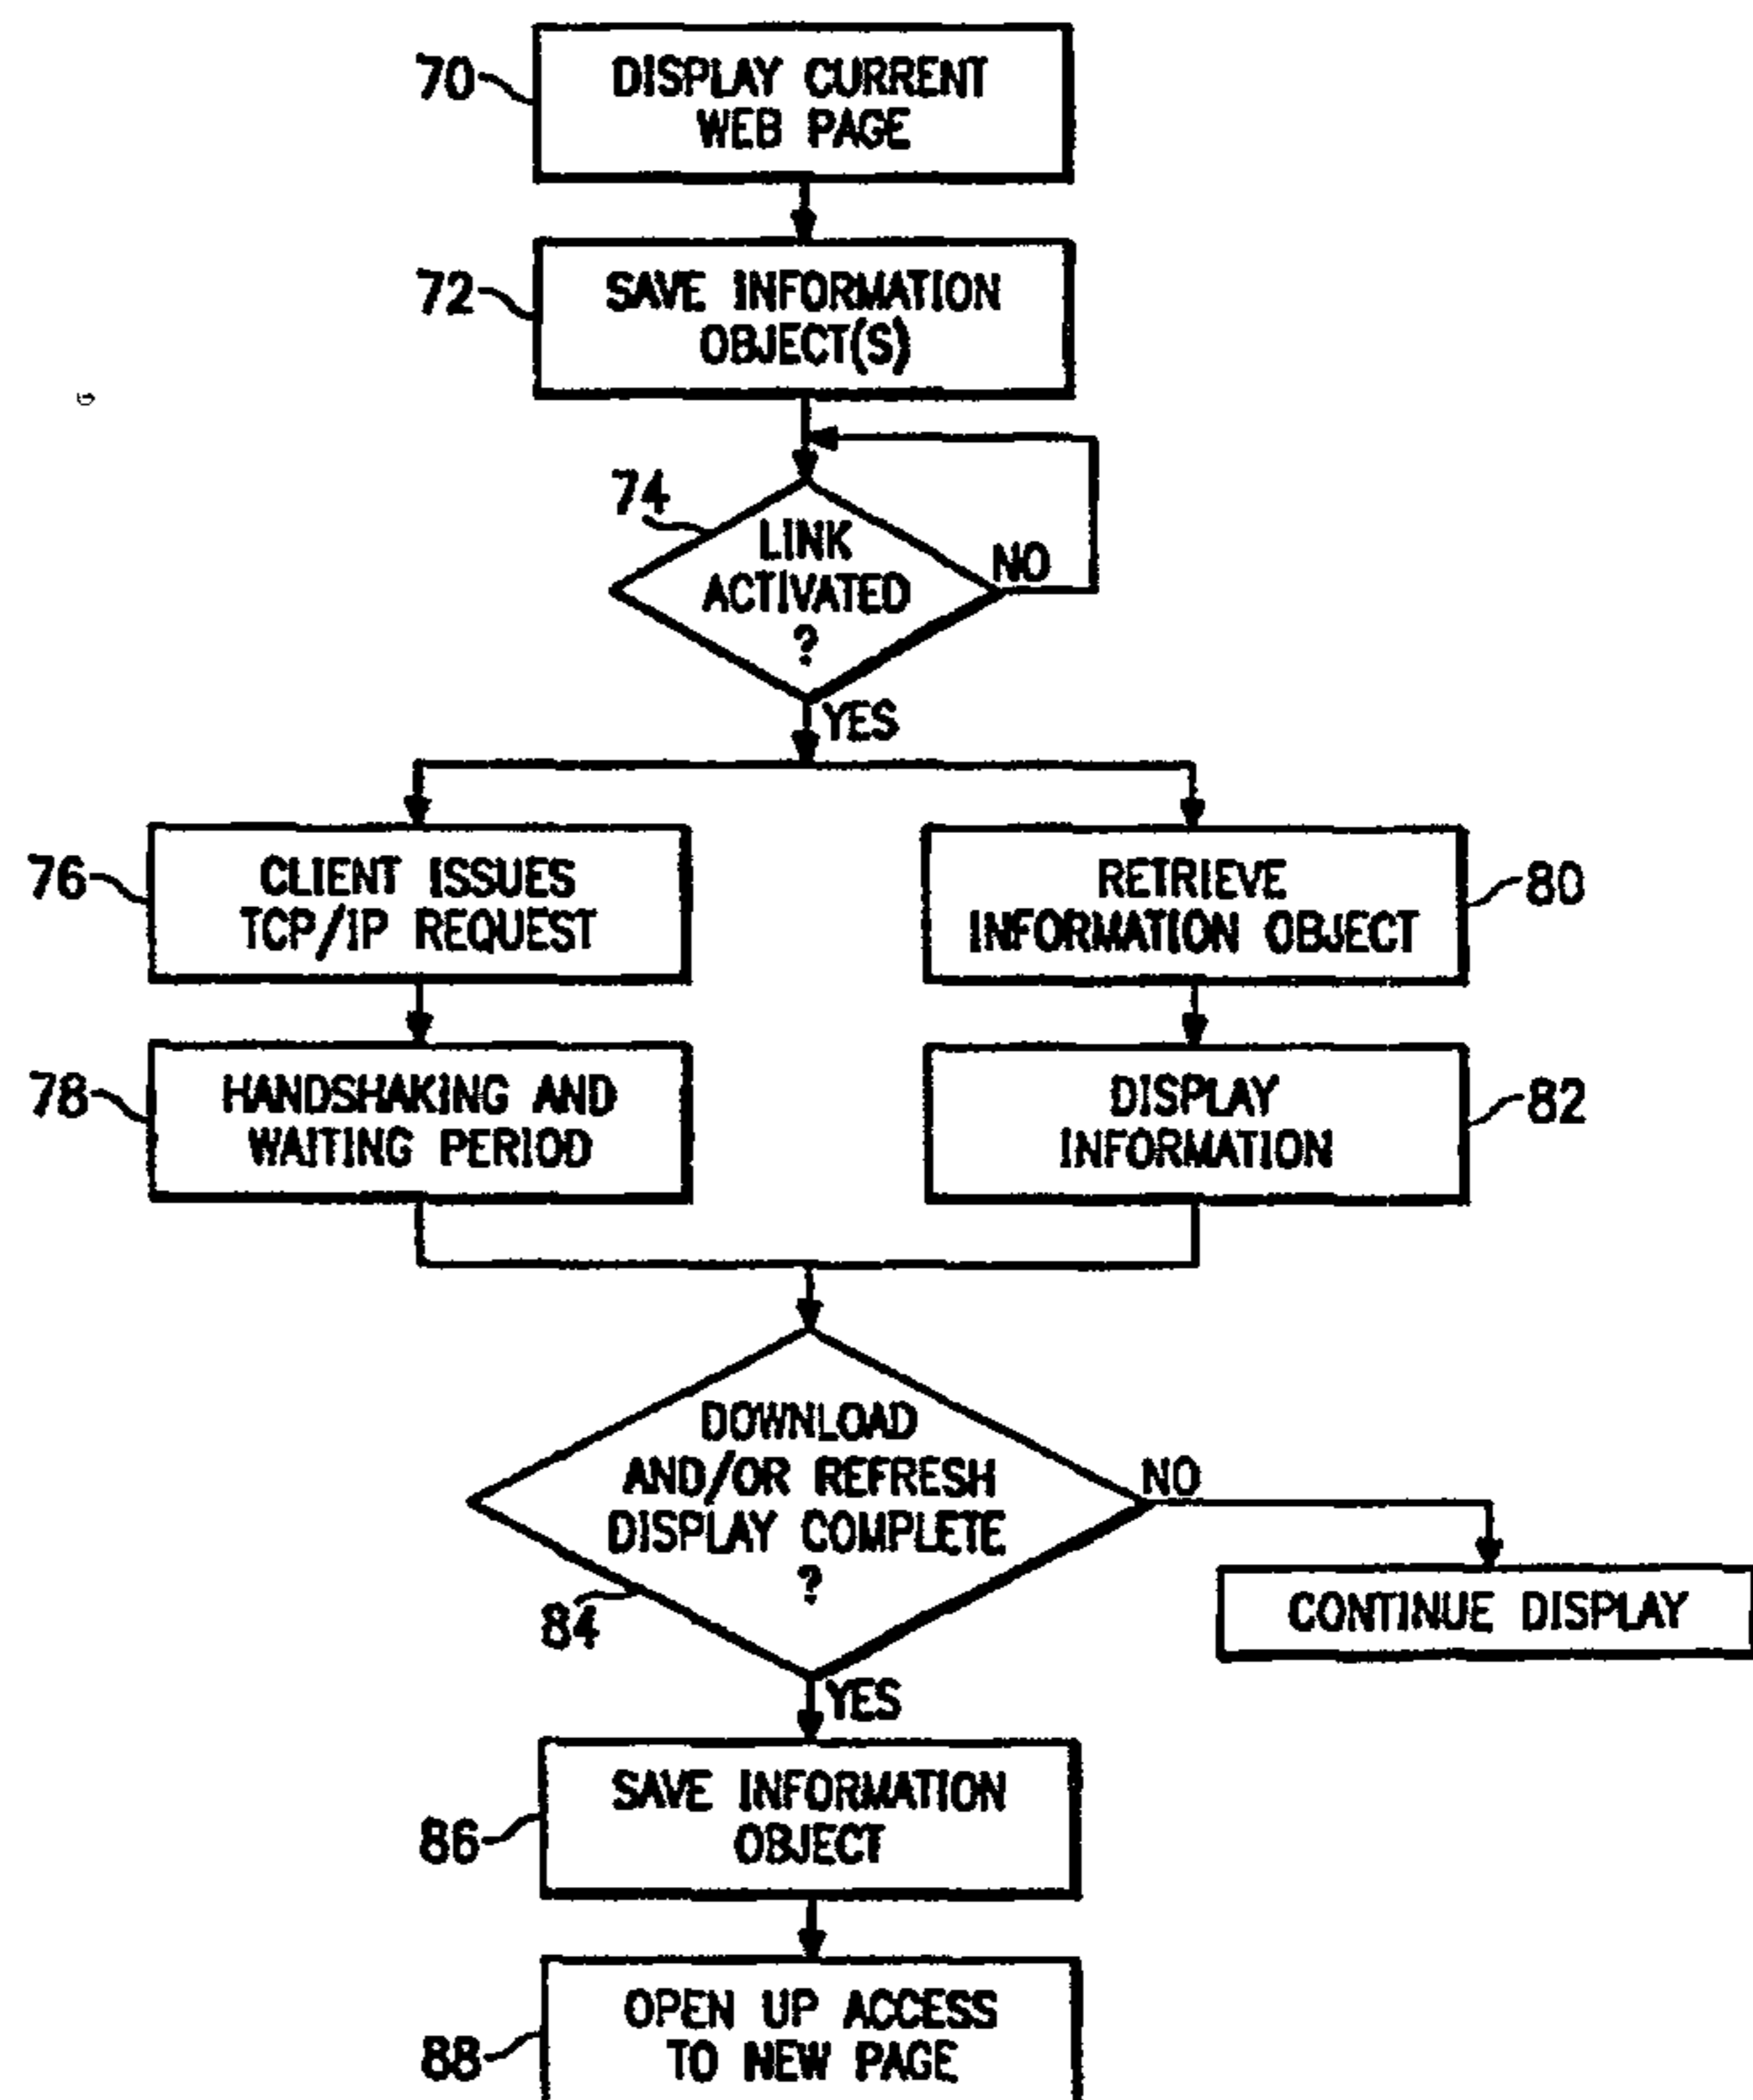 70
DISPLAY CURRENT
WEB PAGE
72
SAVE INFORMATION
OBJECT(S)
74
LINK
ACTIVATED
?
NO
YES
76
CLIENT ISSUES
TCP/IP REQUEST
RETRIEVE
INFORMATION OBJECT
80
78
HANDSHAKING AND
WAITING PERIOD
DISPLAY
INFORMATION
82
DOWNLOAD
AND/OR REFRESH
DISPLAY COMPLETE
?
NO
84
CONTINUE DISPLAY
YES
86
SAVE INFORMATION
OBJECT
88
OPEN UP ACCESS
TO NEW PAGE